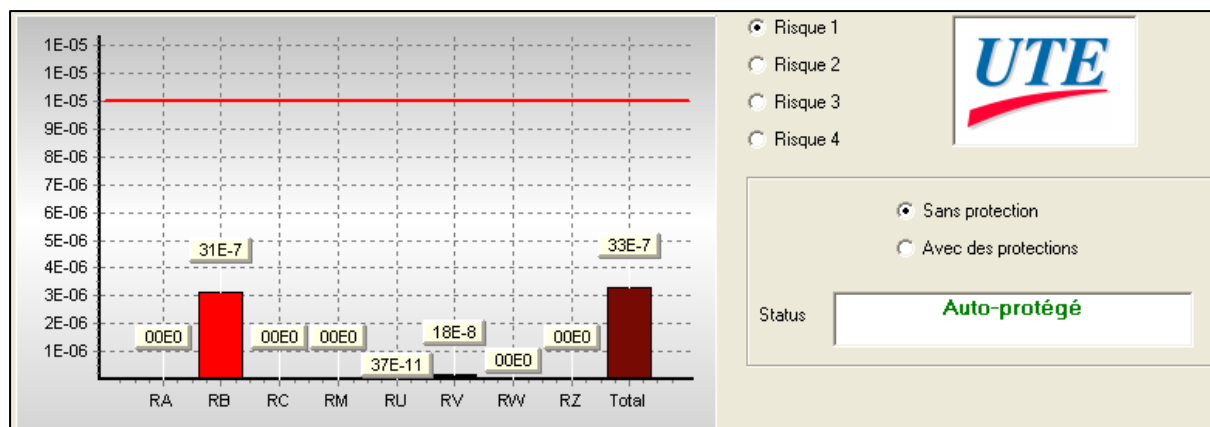 1E-05
1E-05
1E-05
9E-06
8E-06
7E-06
6E-06
5E-06
4E-06
3E-06
2E-06
1E-06
00E0
31E-7
00E0
00E0
37E-11
18E-8
00E0
00E0
33E-7
RA RB RC RM RU RV RW RZ Total
Risque 1
Risque 2
Risque 3
Risque 4
UTE
Sans protection
Avec des protections
Status
Auto-protégé